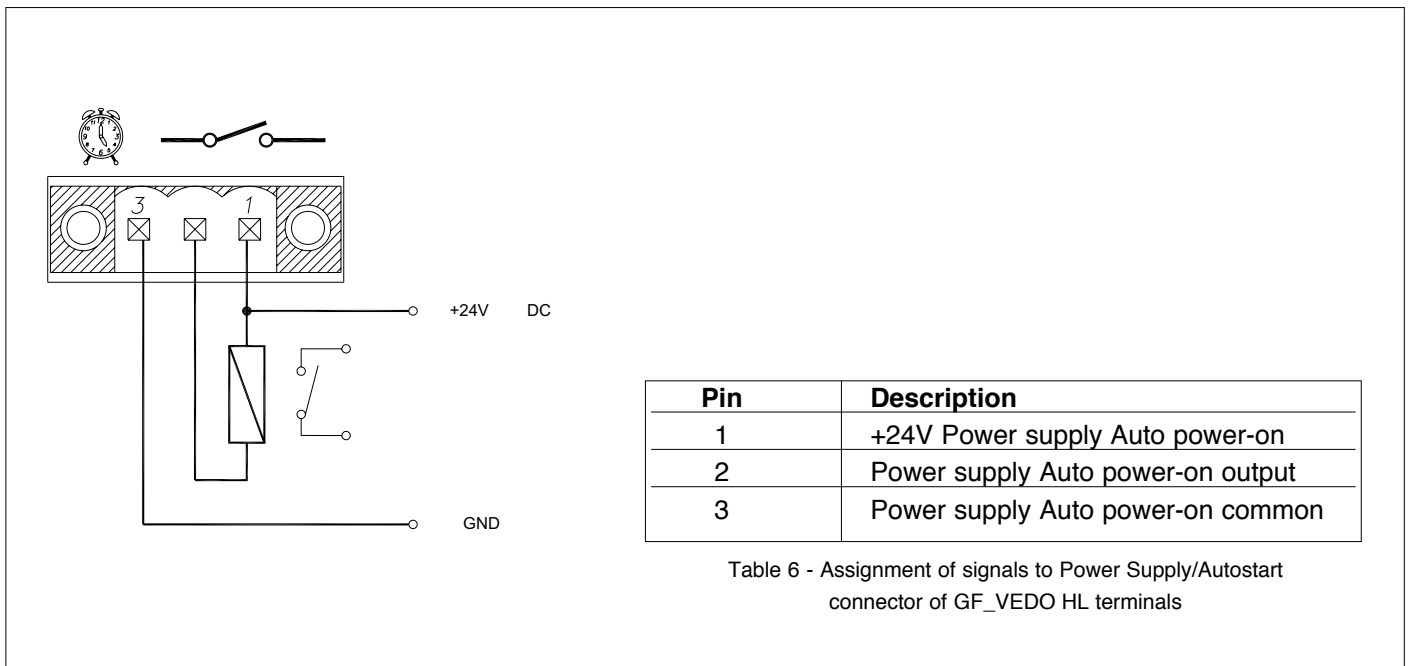 3 1
+24V DC
GND
Pin Description
1 +24V Power supply Auto power-on
2 Power supply Auto power-on output
3 Power supply Auto power-on common
Table 6 - Assignment of signals to Power Supply/Autostart
connector of GF_VEDO HL terminals